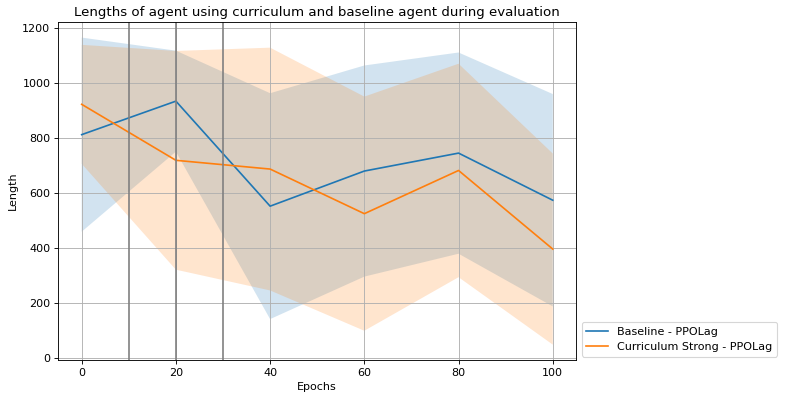 Lengths of agent using curriculum and baseline agent during evaluation
1200
1000
800
600
400
200
0
Length
0 20 40 60 80 100
Epochs
Baseline - PPOLag
Curriculum Strong - PPOLag